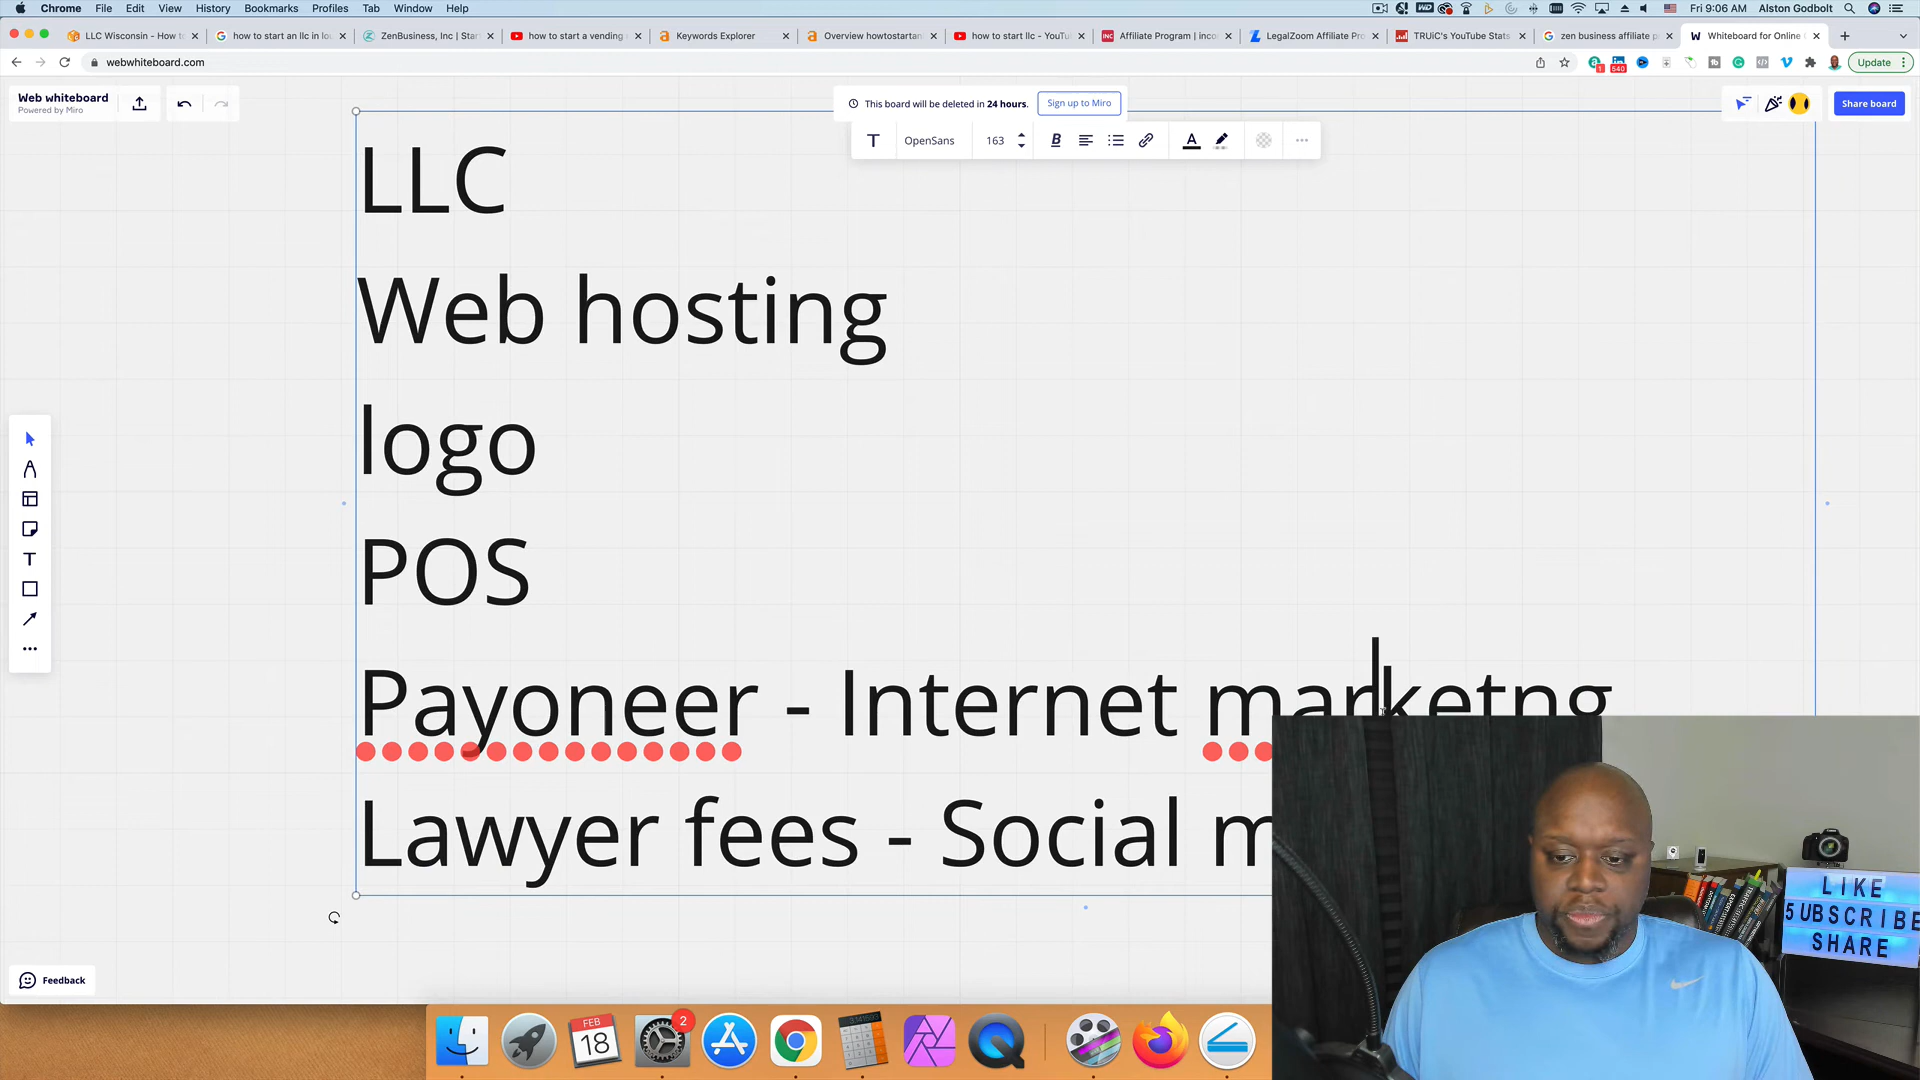 Chrome File Edit View History Bookmarks Profiles Tab Window Help
Fri 9:06 AM Alston Godbolt
LLC Wisconsin - How t
how to start an llc in lou
ZenBusiness, Inc | Star
how to start a vending
Keywords Explorer
Overview howtostartan
how to start llc - YouTu
Affiliate Program | inco
LegalZoom Affiliate Pro
TRUiC's YouTube Stats
zen business affiliate p
Whiteboard for Online
webwhiteboard.com
1
540
Update
Web whiteboard
Powered by Miro
This board will be deleted in 24 hours.
Sign up to Miro
Share board
OpenSans
163
LLC
Web hosting
logo
POS
Payoneer - Internet marketng
Lawyer fees - Social m
Feedback
LIKE
5UBSCRIBE
SHARE
FEB
18
2